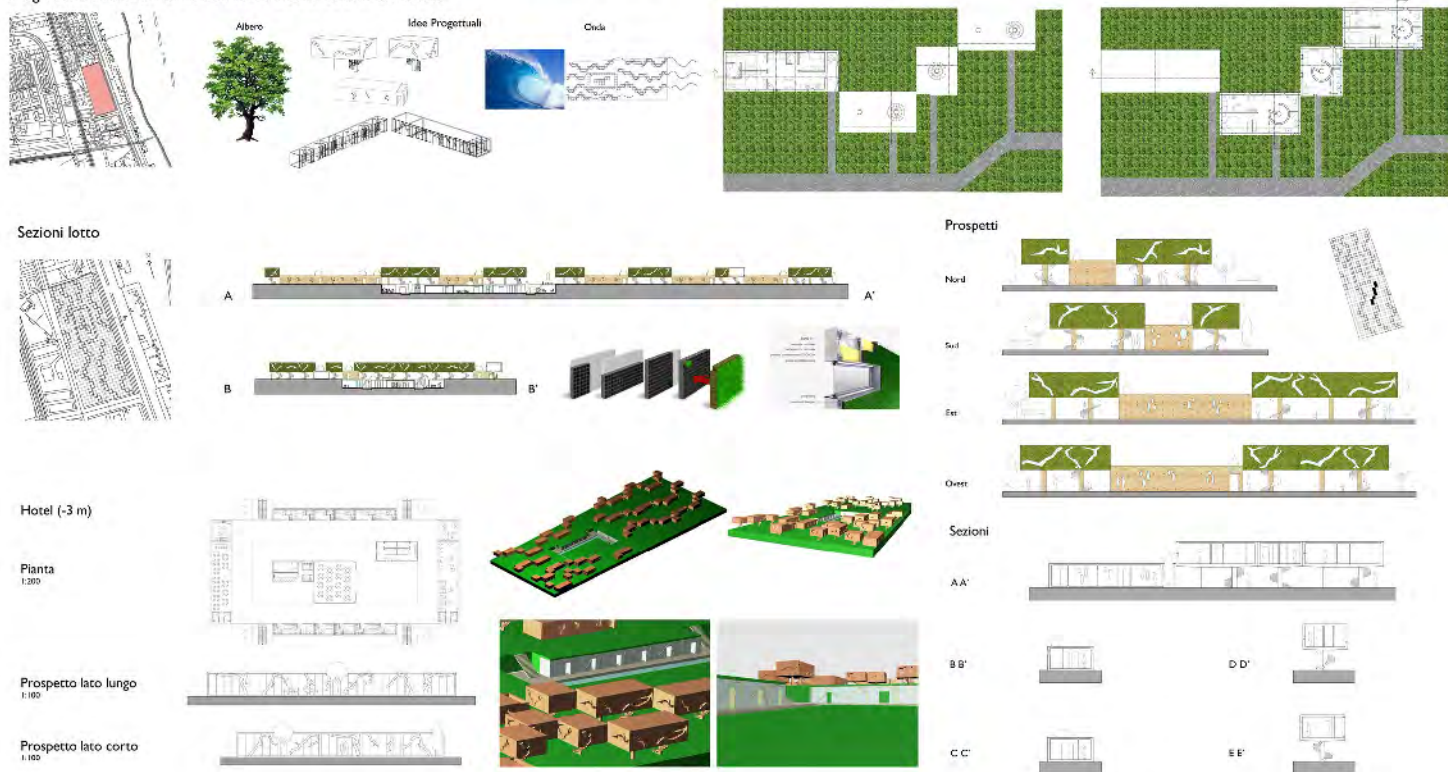 Albero
Idee Progettuali
Onda
Sezioni lotto
A
A'
B
B'
Prospetti
Nord
Sud
Est
Ovest
Hotel (-3 m)
Pianta
1:200
Prospetto lato lungo
1:100
Prospetto lato corto
1:100
Sezioni
A A'
B B'
D D'
C C'
E E'